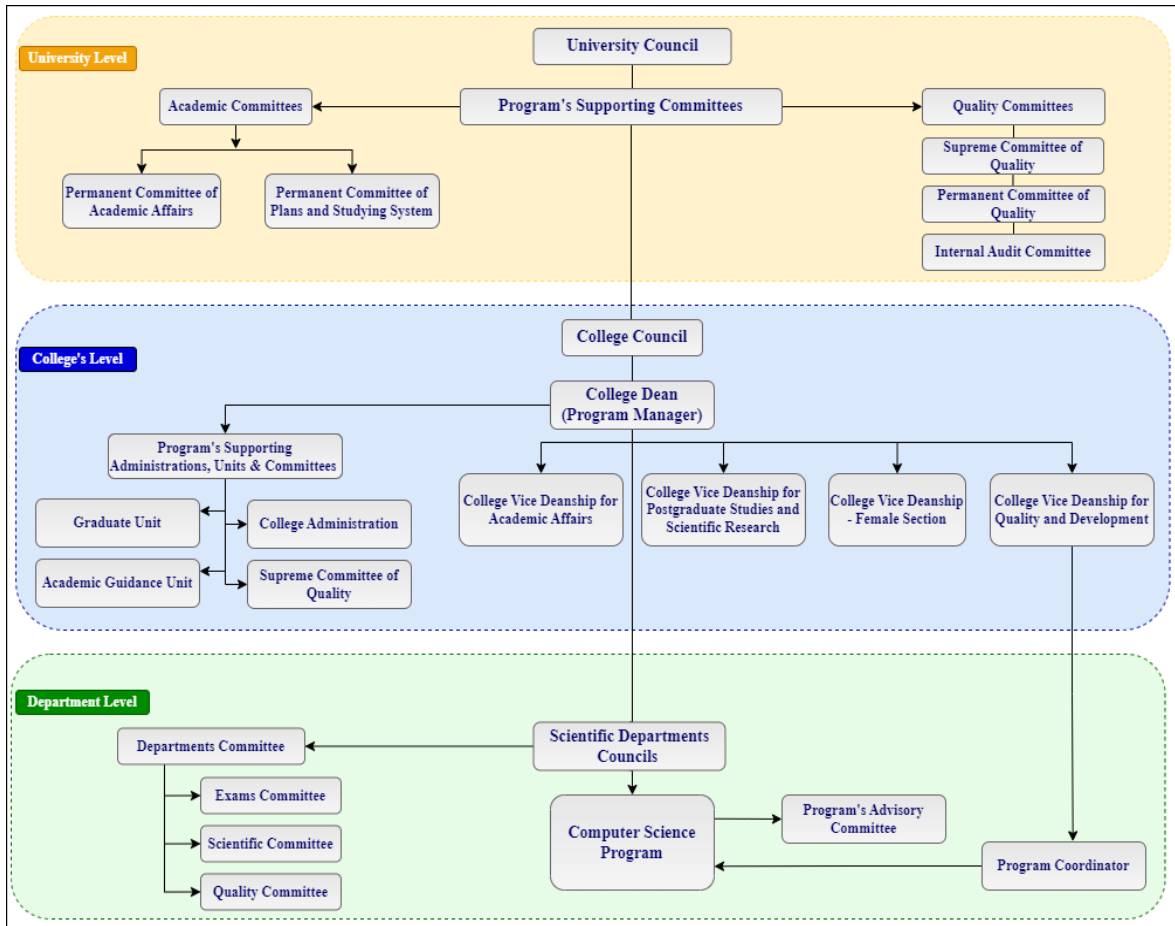 University Level
University Council
Academic Committees
Program's Supporting Committees
Quality Committees
Supreme Committee of
Quality
Permanent Committee of
Academic Affairs
Permanent Committee of
Plans and Studying System
Permanent Committee of
Quality
Internal Audit Committee
College's Level
College Council
College Dean
(Program Manager)
Program's Supporting
Administrations, Units & Committees
Graduate Unit
College Administration
Academic Guidance Unit
Supreme Committee of
Quality
College Vice Deanship for
Academic Affairs
College Vice Deanship for
Postgraduate Studies and
Scientific Research
College Vice Deanship
- Female Section
College Vice Deanship for
Quality and Development
Department Level
Departments Committee
Scientific Departments
Councils
Exams Committee
Scientific Committee
Quality Committee
Computer Science
Program
Program's Advisory
Committee
Program Coordinator